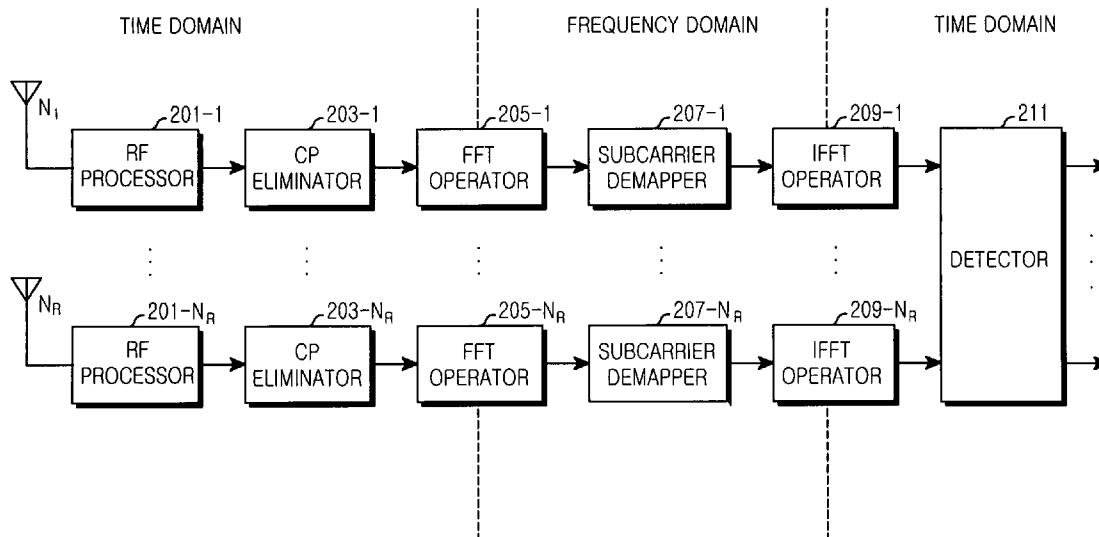 TIME DOMAIN
FREQUENCY DOMAIN
TIME DOMAIN
N1
201-1
203-1
205-1
207-1
209-1
211
RF
PROCESSOR
CP
ELIMINATOR
FFT
OPERATOR
SUBCARRIER
DEMAPPER
IFFT
OPERATOR
DETECTOR
NR
201-NR
203-NR
205-NR
207-NR
209-NR
RF
PROCESSOR
CP
ELIMINATOR
FFT
OPERATOR
SUBCARRIER
DEMAPPER
IFFT
OPERATOR